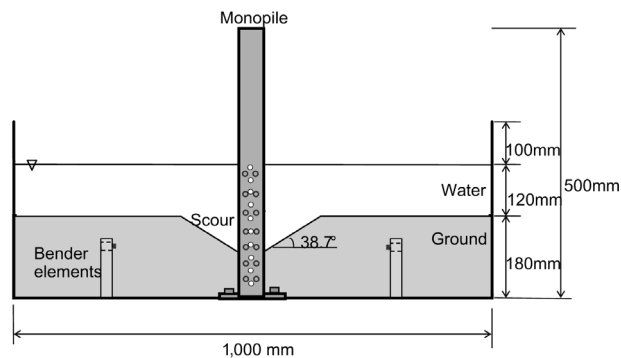 Monopile
100mm
500mm
Water
120mm
Scour
Ground
38.7°
Bender
elements
180mm
1,000 mm